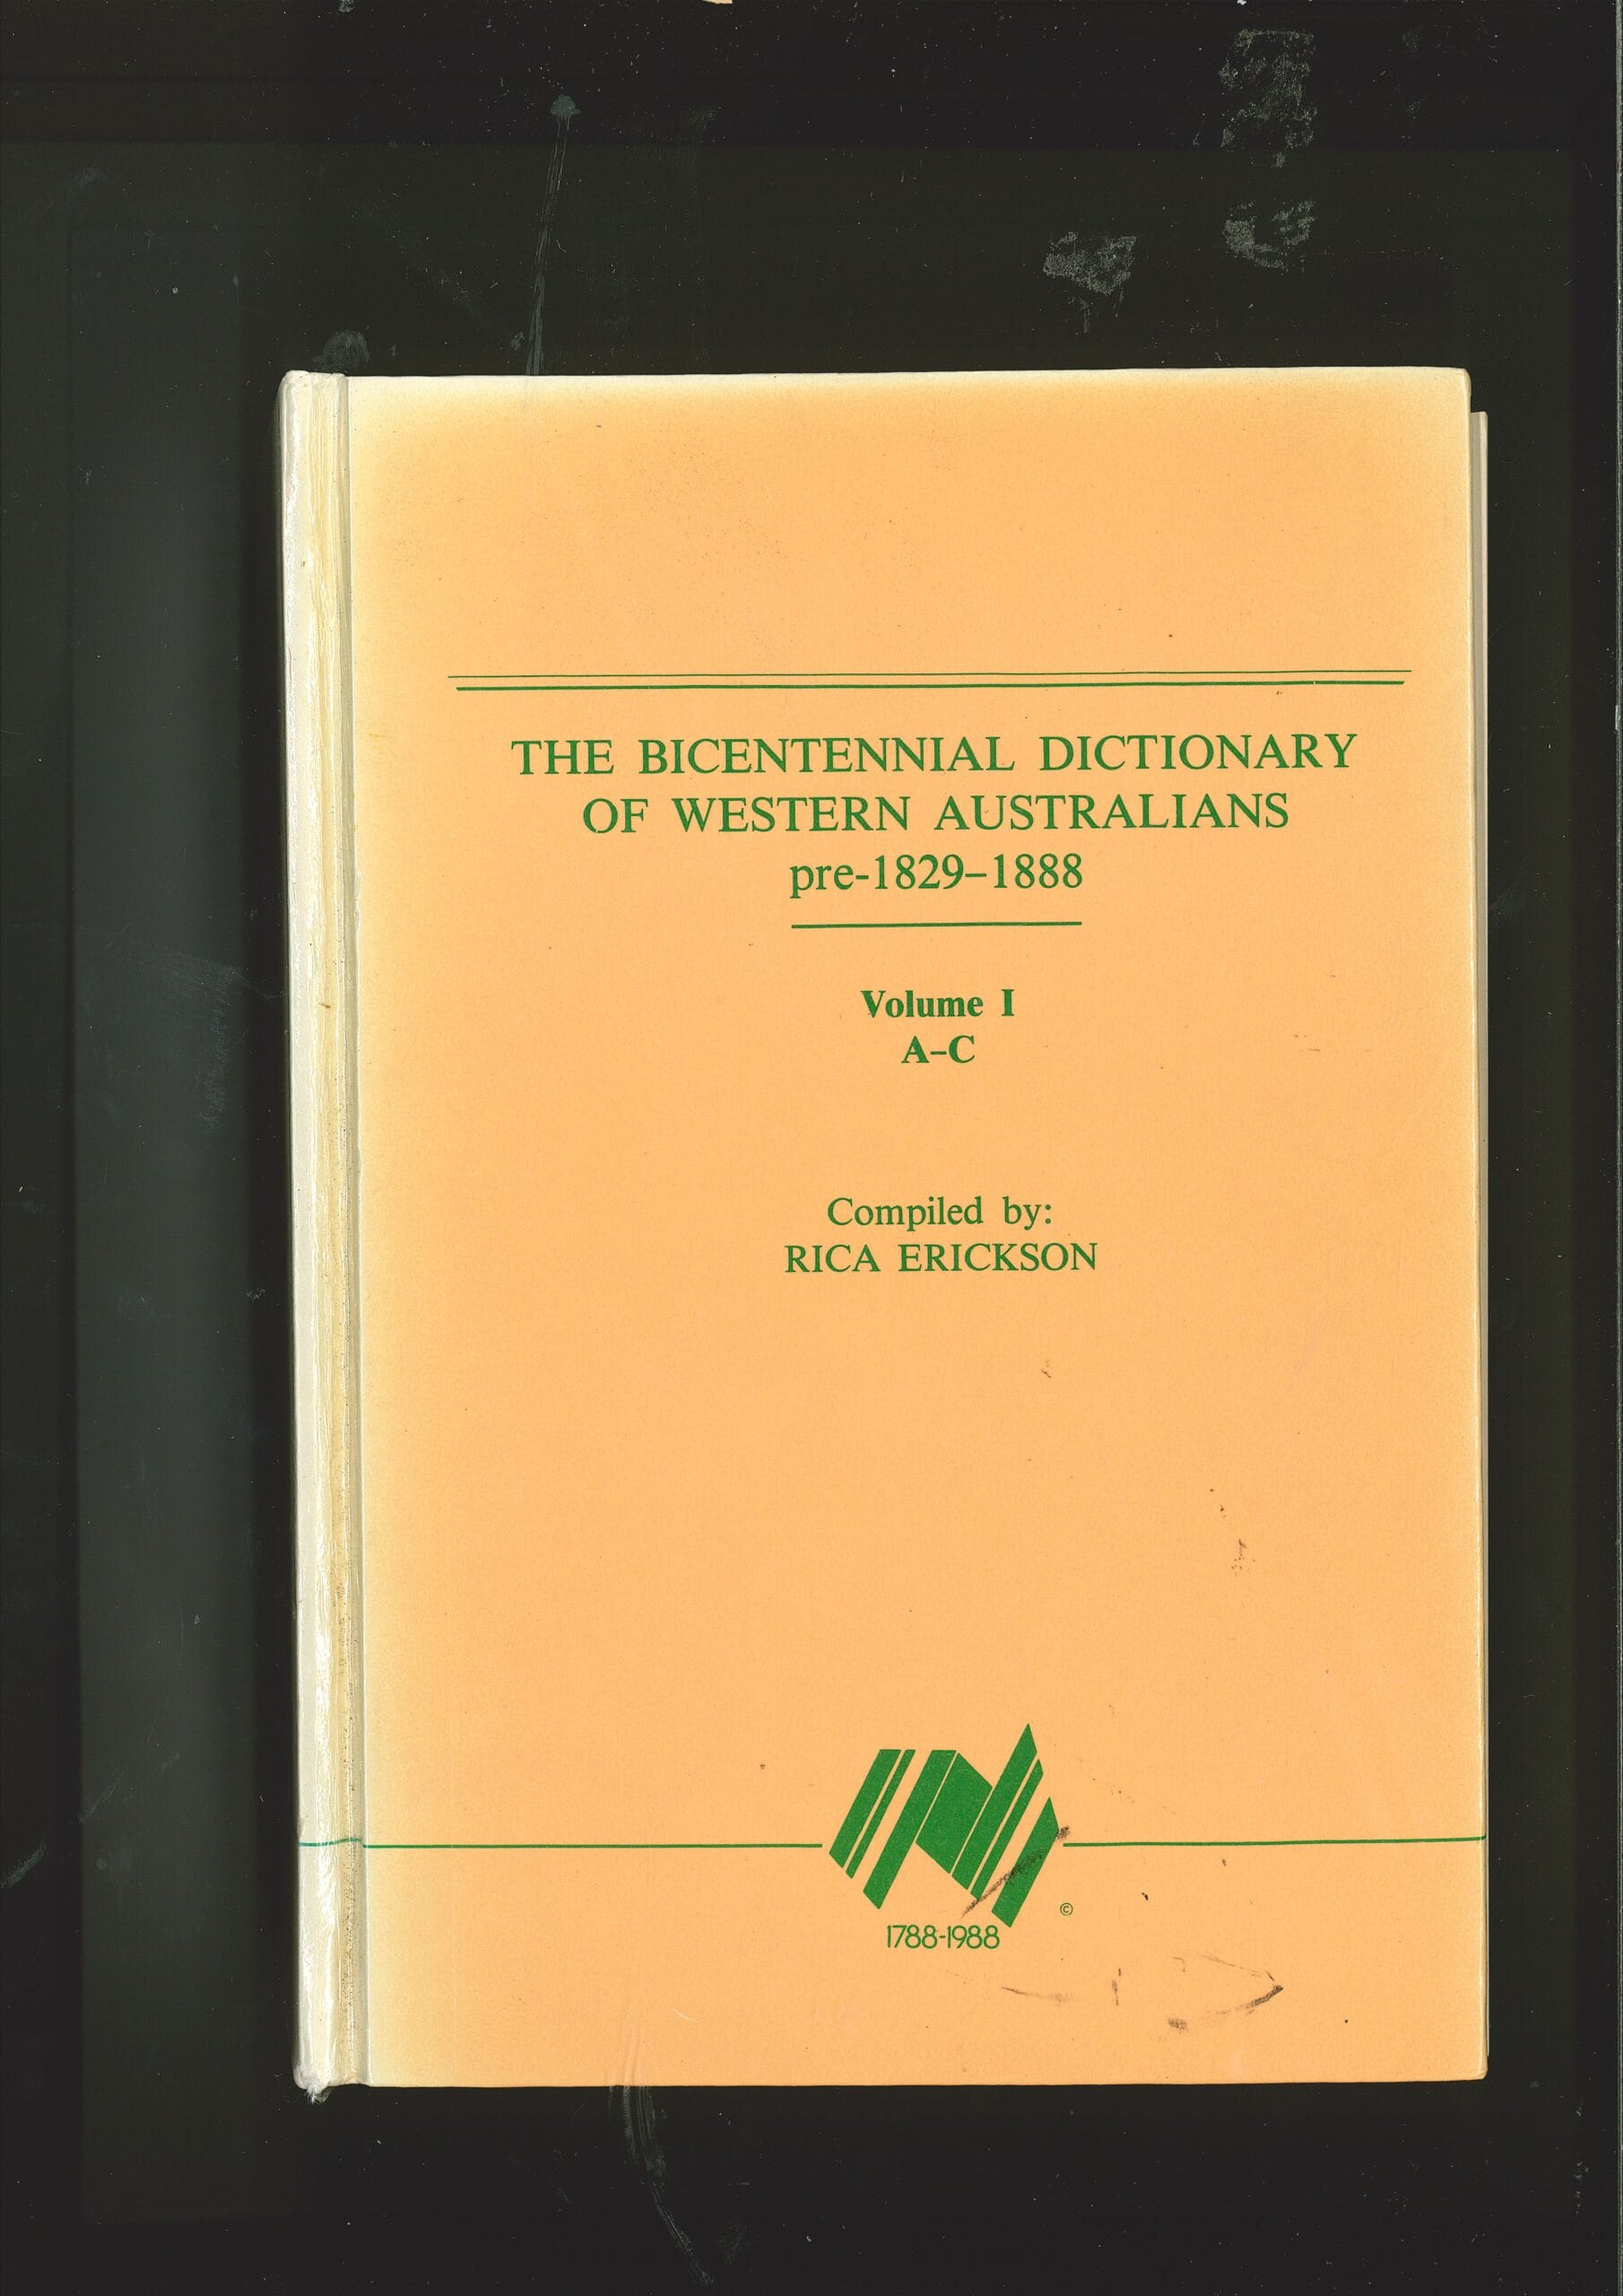 THE BICENTENNIAL DICTIONARY
OF WESTERN AUSTRALIANS
pre-1829–1888
Volume I
A–C
Compiled by:
RICA ERICKSON
©
1788-1988